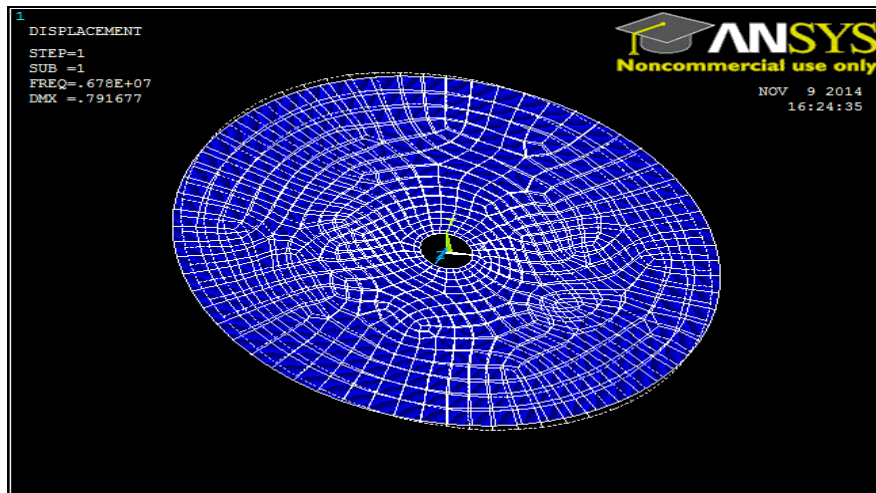 1
DISPLACEMENT
STEP=1
SUB =1
FREQ=.678E+07
DMX =.791677
ANSYS
Noncommercial use only
NOV 9 2014
16:24:35